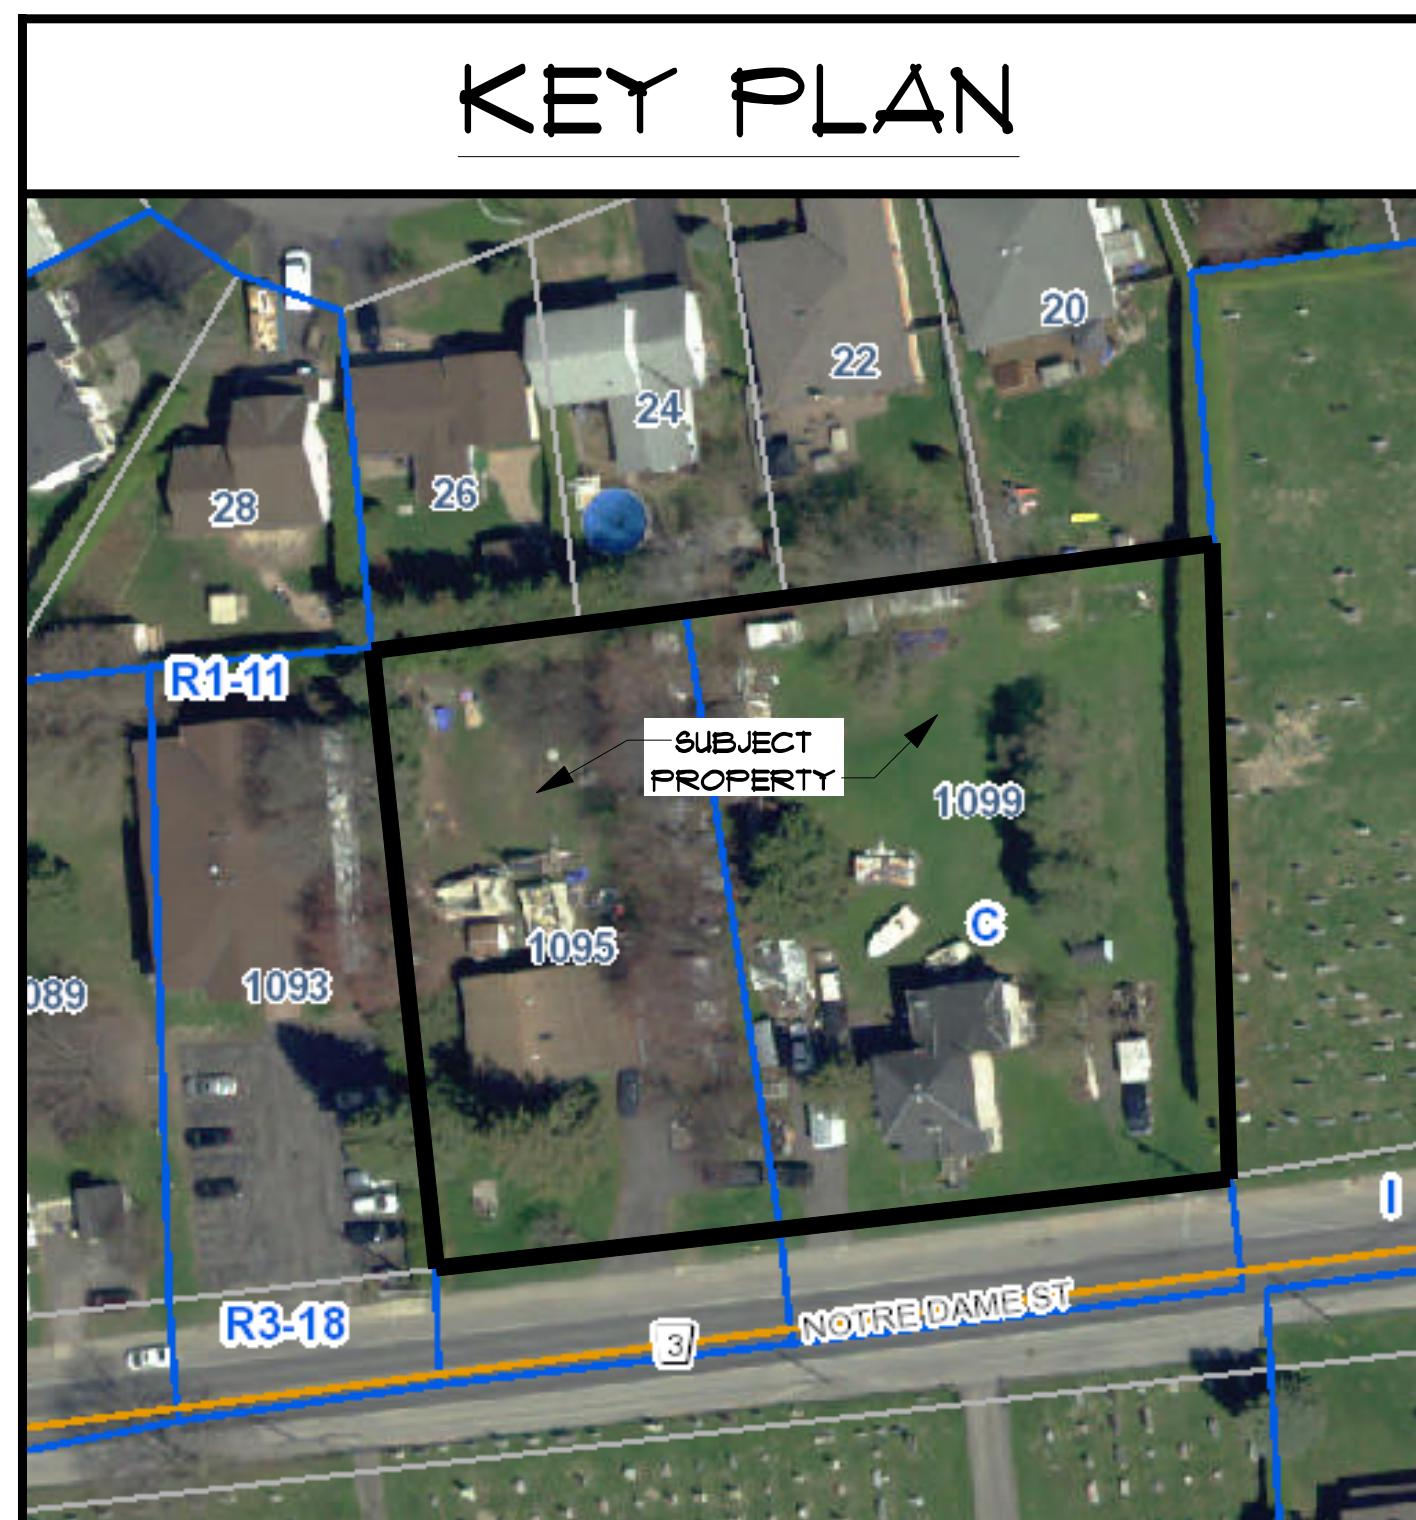 KEY PLAN
20
22
24
26
28
R1-11
SUBJECT
PROPERTY
1099
C
1095
1093
089
I
R3-18
3
NOTRE DAME ST